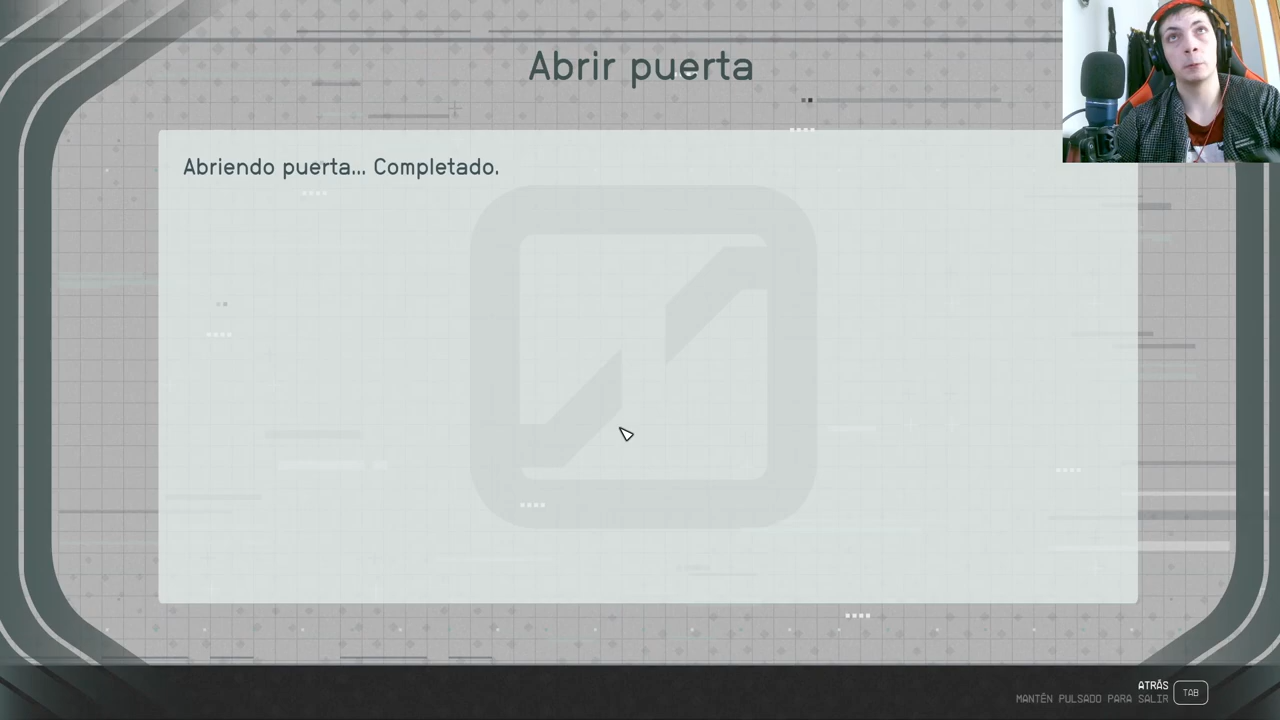 Abrir puerta
Abriendo puerta... Completado.
ATRÁS
MANTÉN PULSADO PARA SALIR
TAB